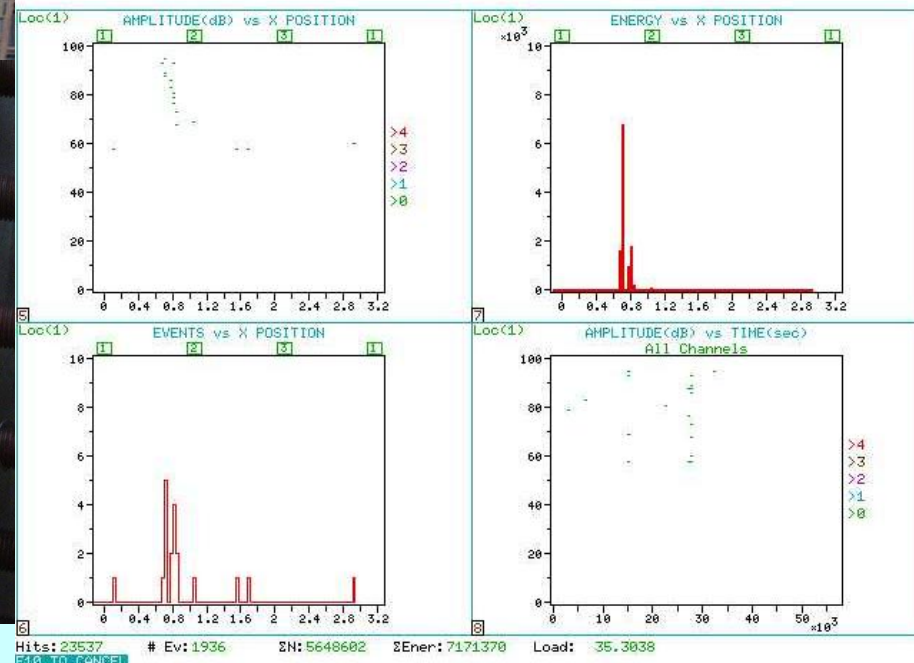 Loc(1) AMPLITUDE(dB) vs X POSITION
1 2 3 1
100
80
60
40
20
0
0 0.4 0.8 1.2 1.6 2 2.4 2.8 3.2
>4
>3
>2
>1
>0
5
Loc(1) ENERGY vs X POSITION
×10³
1 2 3 1
10
8
6
4
2
0
0 0.4 0.8 1.2 1.6 2 2.4 2.8 3.2
7
Loc(1) EVENTS vs X POSITION
1 2 3 1
10
8
6
4
2
0
0 0.4 0.8 1.2 1.6 2 2.4 2.8 3.2
6
Loc(1) AMPLITUDE(dB) vs TIME(sec)
All Channels
100
80
60
40
20
0
0 10 20 30 40 50
×10³
>4
>3
>2
>1
>0
8
Hits:23537 # Ev:1936 ΣN:5648602 ΣEner:7171370 Load: 35.3038
F10 TO CANCEL